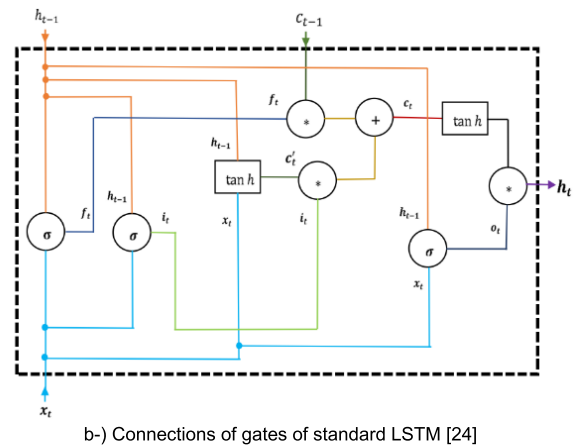 h_{t-1} C_{t-1}
f_t * + c_t tan h
h_{t-1}
tan h c'_t * * h_t
h_{t-1} x_t i_t h_{t-1} o_t
f_t i_t
σ σ σ
x_t
x_t
b-) Connections of gates of standard LSTM [24]